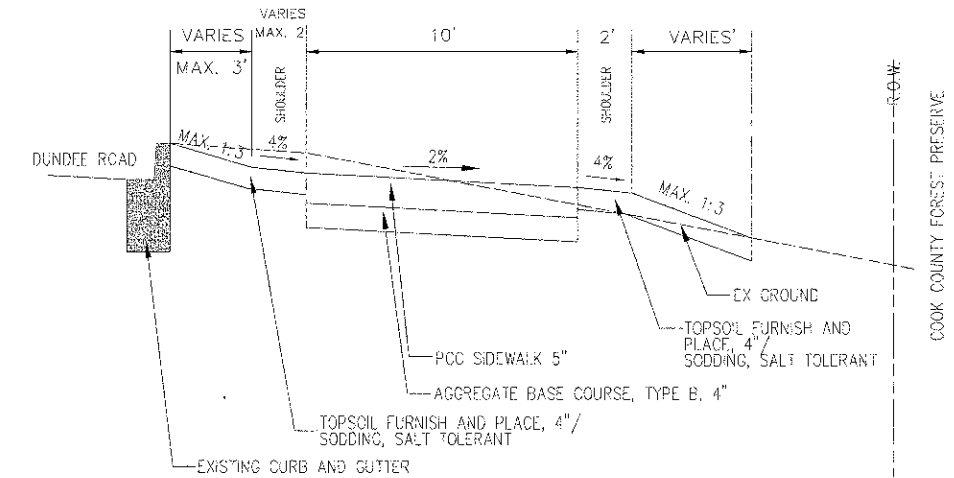 VARIES
MAX. 2'
VARIES
10'
2'
VARIES'
MAX. 3'
SHOULDER
SHOULDER
R.O.W.
COOK COUNTY FOREST PRESERVE
MAX. 1:3
4%
2%
4%
MAX. 1:3
DUNDEE ROAD
EX GROUND
TOPSOIL FURNISH AND
PLACE, 4"/
SODDING, SALT TOLERANT
PCC SIDEWALK 5"
AGGREGATE BASE COURSE, TYPE B, 4"
TOPSOIL FURNISH AND PLACE, 4"/
SODDING, SALT TOLERANT
EXISTING CURB AND GUTTER